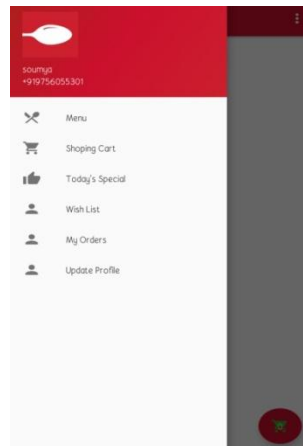 soumya
+919756055301
Menu
Shoping Cart
Today's Special
Wish List
My Orders
Update Profile